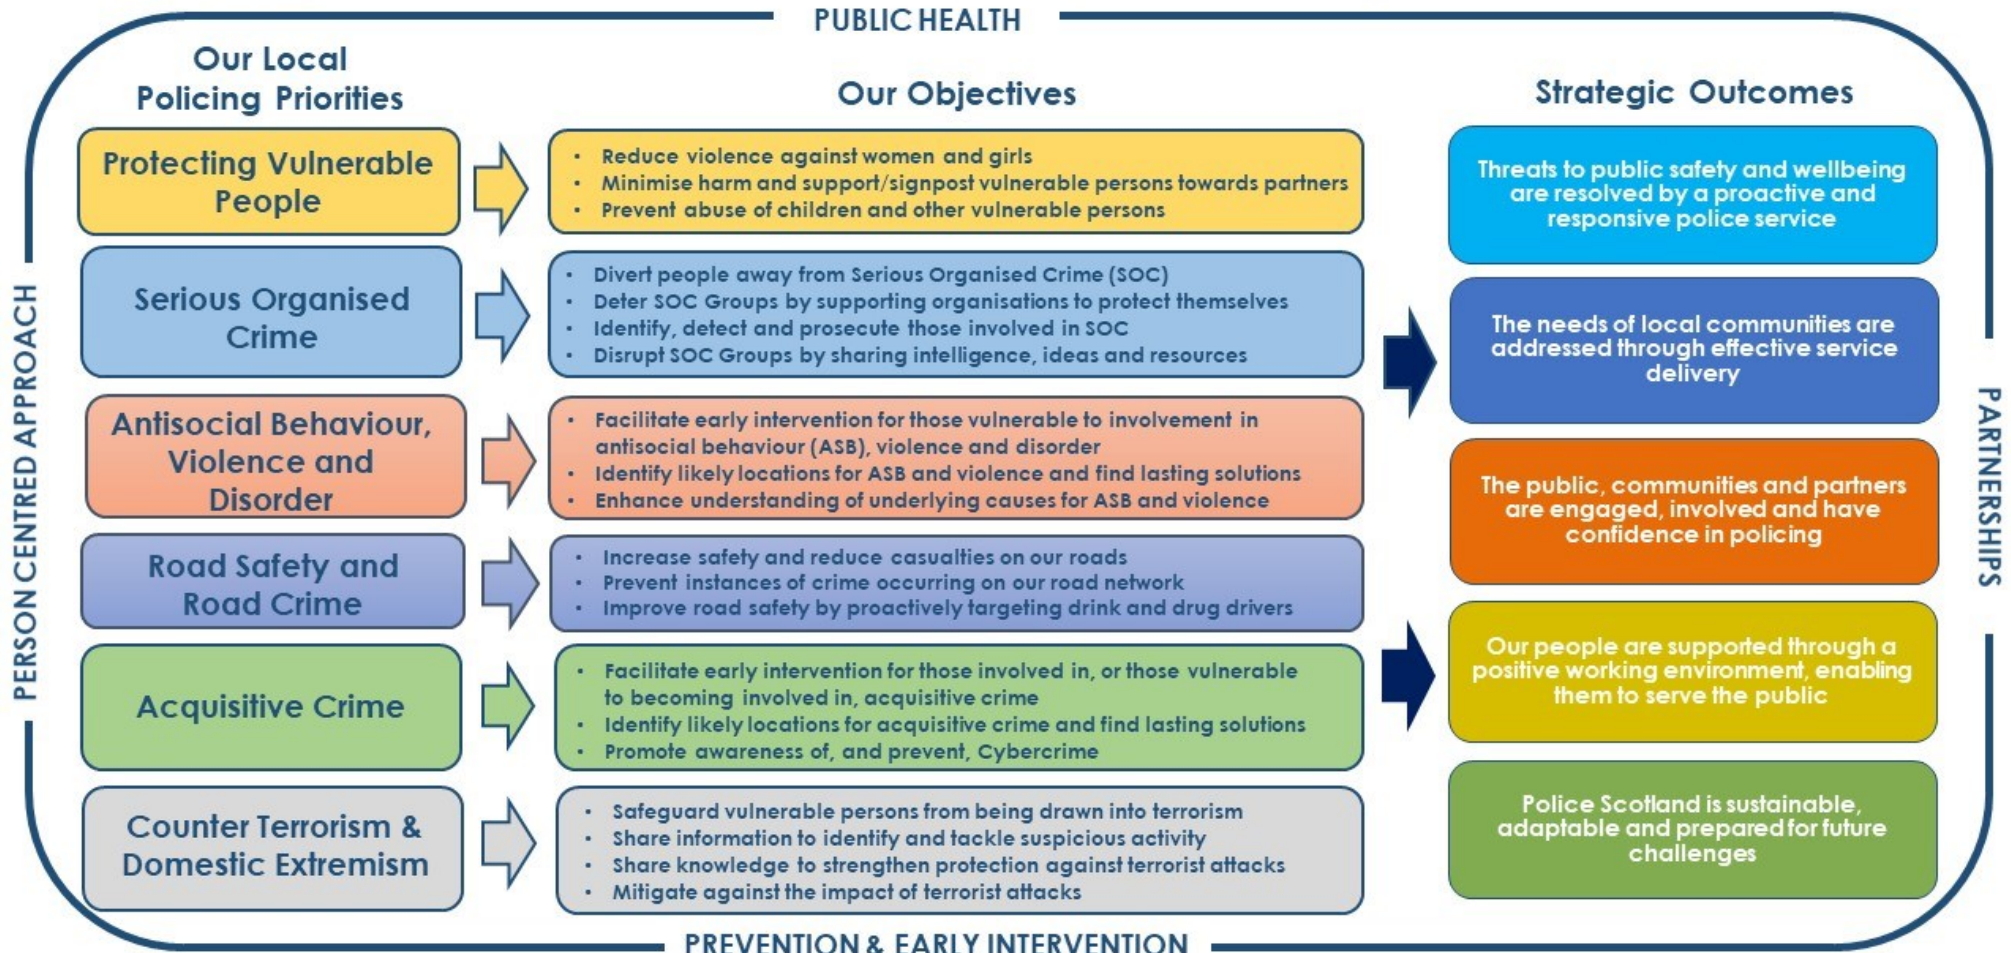 PUBLIC HEALTH
PERSON CENTRED APPROACH
Our Local
Policing Priorities
Our Objectives
Strategic Outcomes
Protecting Vulnerable
People
• Reduce violence against women and girls
• Minimise harm and support/signpost vulnerable persons towards partners
• Prevent abuse of children and other vulnerable persons
Serious Organised
Crime
• Divert people away from Serious Organised Crime (SOC)
• Deter SOC Groups by supporting organisations to protect themselves
• Identify, detect and prosecute those involved in SOC
• Disrupt SOC Groups by sharing intelligence, ideas and resources
Antisocial Behaviour,
Violence and
Disorder
• Facilitate early intervention for those vulnerable to involvement in
antisocial behaviour (ASB), violence and disorder
• Identify likely locations for ASB and violence and find lasting solutions
• Enhance understanding of underlying causes for ASB and violence
Road Safety and
Road Crime
• Increase safety and reduce casualties on our roads
• Prevent instances of crime occurring on our road network
• Improve road safety by proactively targeting drink and drug drivers
Acquisitive Crime
• Facilitate early intervention for those involved in, or those vulnerable
to becoming involved in, acquisitive crime
• Identify likely locations for acquisitive crime and find lasting solutions
• Promote awareness of, and prevent, Cybercrime
Counter Terrorism &
Domestic Extremism
• Safeguard vulnerable persons from being drawn into terrorism
• Share information to identify and tackle suspicious activity
• Share knowledge to strengthen protection against terrorist attacks
• Mitigate against the impact of terrorist attacks
Threats to public safety and wellbeing
are resolved by a proactive and
responsive police service
The needs of local communities are
addressed through effective service
delivery
The public, communities and partners
are engaged, involved and have
confidence in policing
Our people are supported through a
positive working environment, enabling
them to serve the public
Police Scotland is sustainable,
adaptable and prepared for future
challenges
PARTNERSHIPS
PREVENTION & EARLY INTERVENTION